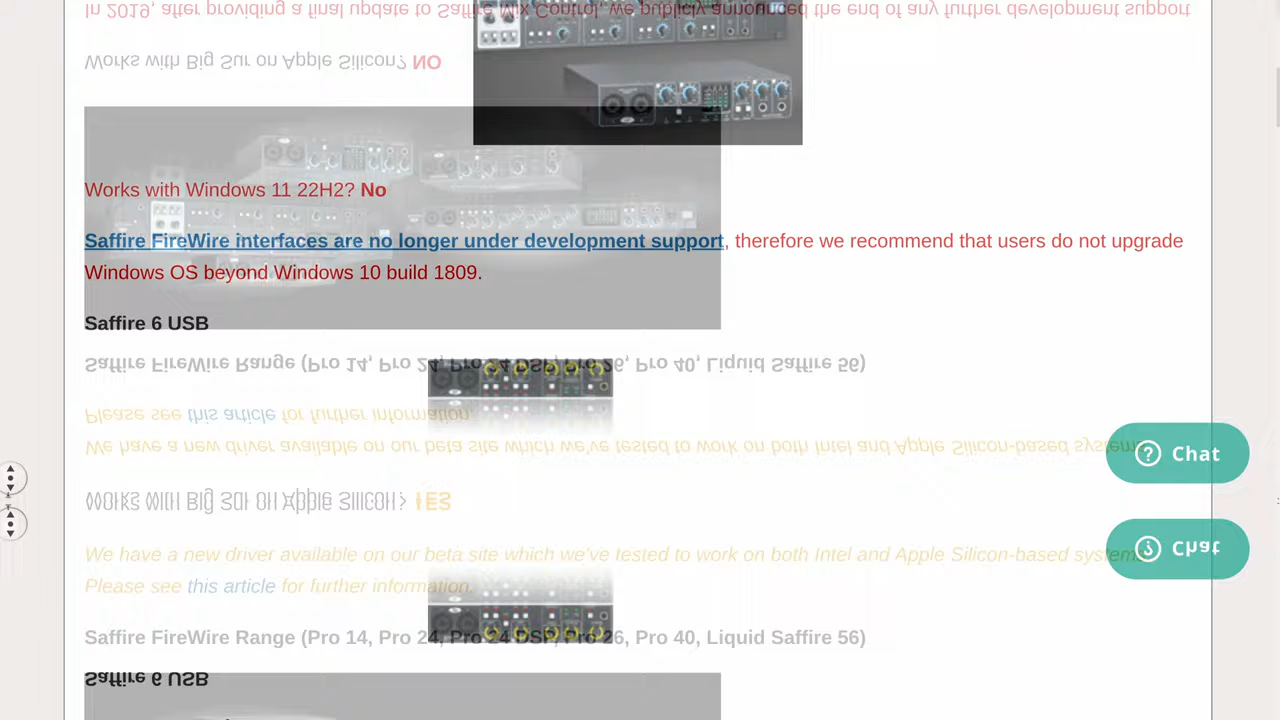 In 2019, after providing a final update to Saffire Mix Control, we publicly announced the end of any further development support
Works with Big Sur on Apple Silicon? NO
Works with Windows 11 22H2? No
Saffire FireWire interfaces are no longer under development support, therefore we recommend that users do not upgrade
Windows OS beyond Windows 10 build 1809.
Saffire 6 USB
Saffire FireWire Range (Pro 14, Pro 24, Pro 24 DSP, Pro 26, Pro 40, Liquid Saffire 56)
Please see this article for further information.
We have a new driver available on our beta site which we've tested to work on both Intel and Apple Silicon-based systems.
Chat
Works with Big Sur on Apple Silicon? YES
Chat
We have a new driver available on our beta site which we've tested to work on both Intel and Apple Silicon-based systems.
Please see this article for further information.
Saffire FireWire Range (Pro 14, Pro 24, Pro 24 DSP, Pro 26, Pro 40, Liquid Saffire 56)
Saffire 6 USB